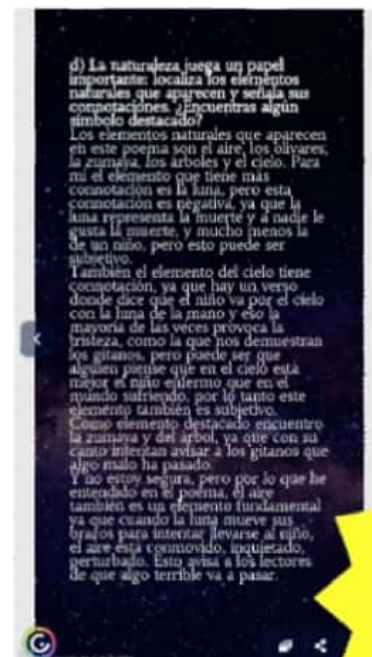 d) La naturaleza juega un papel
importante: localiza los elementos
naturales que aparecen y señala sus
connotaciones. ¿Encuentras algún
símbolo destacado?
Los elementos naturales que aparecen
en este poema son el aire, los olivares,
la zumaya, los árboles y el cielo. Para
mí el elemento que tiene más
connotación es la luna, pero esta
connotación es negativa, ya que la
luna representa la muerte y a nadie le
gusta la muerte, y mucho menos la
de un niño, pero esto puede ser
subjetivo.
También el elemento del cielo tiene
connotación, ya que hay un verso
donde dice que el niño va por el cielo
con la luna de la mano y eso la
mayoría de las veces provoca la
tristeza, como la que nos demuestran
los gitanos, pero puede ser que
alguien piense que en el cielo está
mejor el niño enfermo que en el
mundo sufriendo, por lo tanto este
elemento también es subjetivo.
Como elemento destacado encuentro
la zumaya y del árbol, ya que con su
canto intentan avisar a los gitanos que
algo malo ha pasado.
Y no estoy segura, pero por lo que he
entendido en el poema, el aire
también es un elemento fundamental
ya que cuando la luna mueve sus
brazos para intentar llevarse al niño,
el aire está conmovido, inquietado,
perturbado. Esto avisa a los lectores
de que algo terrible va a pasar.